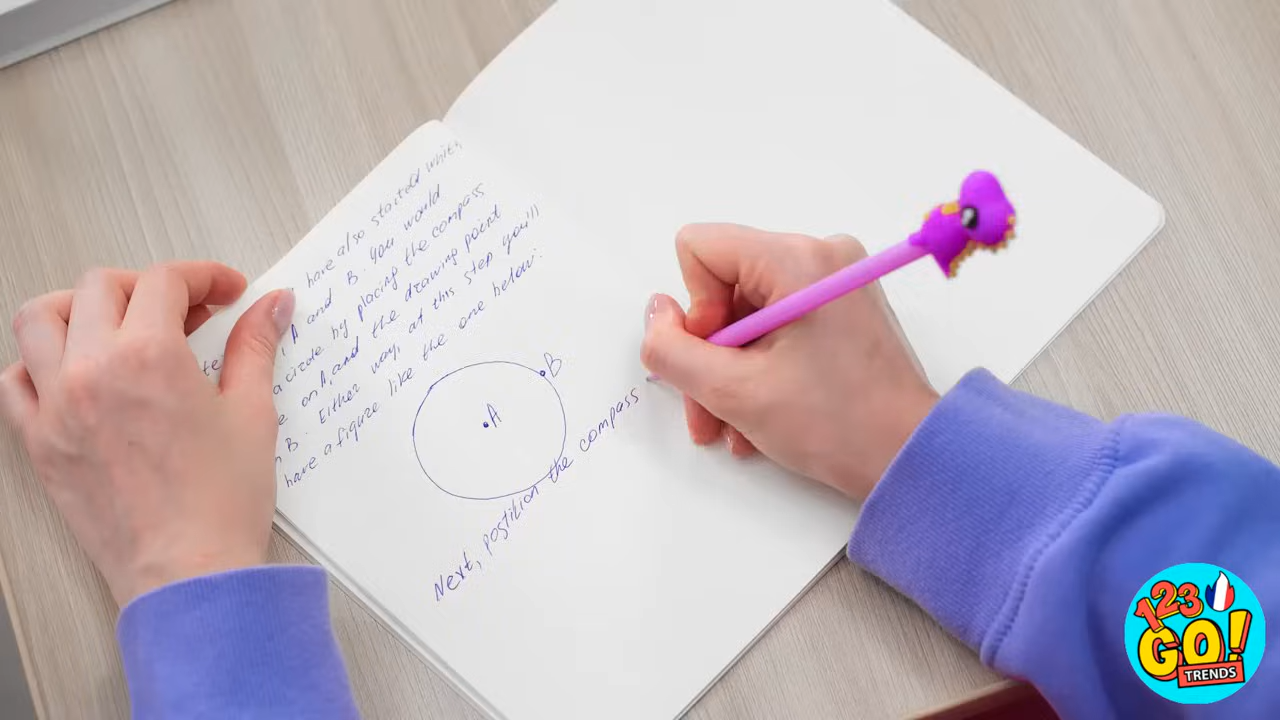 have also started with
A and B. You would
a circle by placing the compass
on A, and the drawing point
B. Either way, at this step you'll
have a figure like the one below:
B
A
Next, postilion the compass
123
GO!
TRENDS